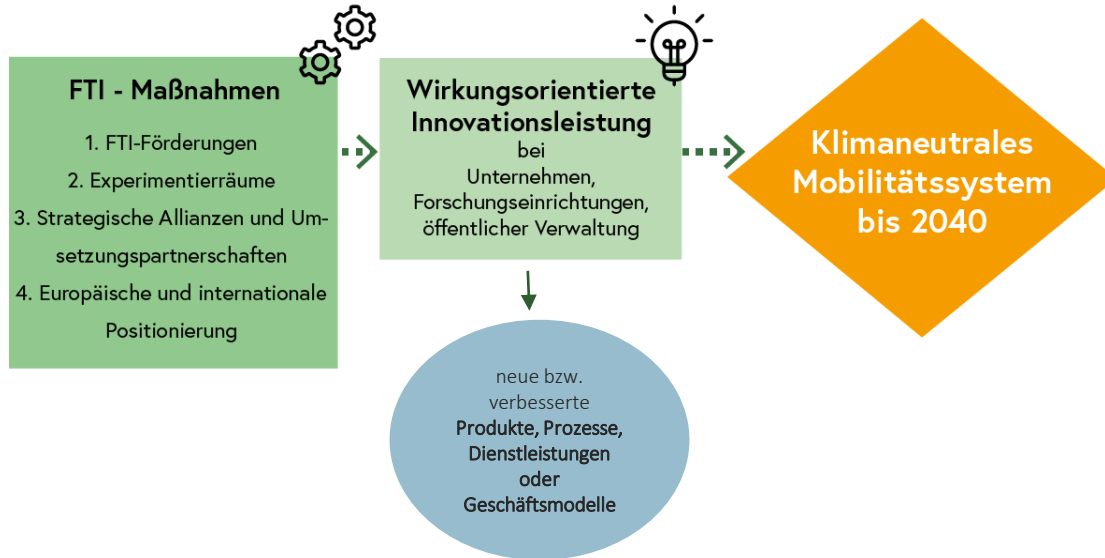 FTI - Maßnahmen
1. FTI-Förderungen
2. Experimentierräume
3. Strategische Allianzen und Um-
setzungspartnerschaften
4. Europäische und internationale
Positionierung
Wirkungsorientierte
Innovationsleistung
bei
Unternehmen,
Forschungseinrichtungen,
öffentlicher Verwaltung
Klimaneutrales
Mobilitätssystem
bis 2040
neue bzw.
verbesserte
Produkte, Prozesse,
Dienstleistungen
oder
Geschäftsmodelle